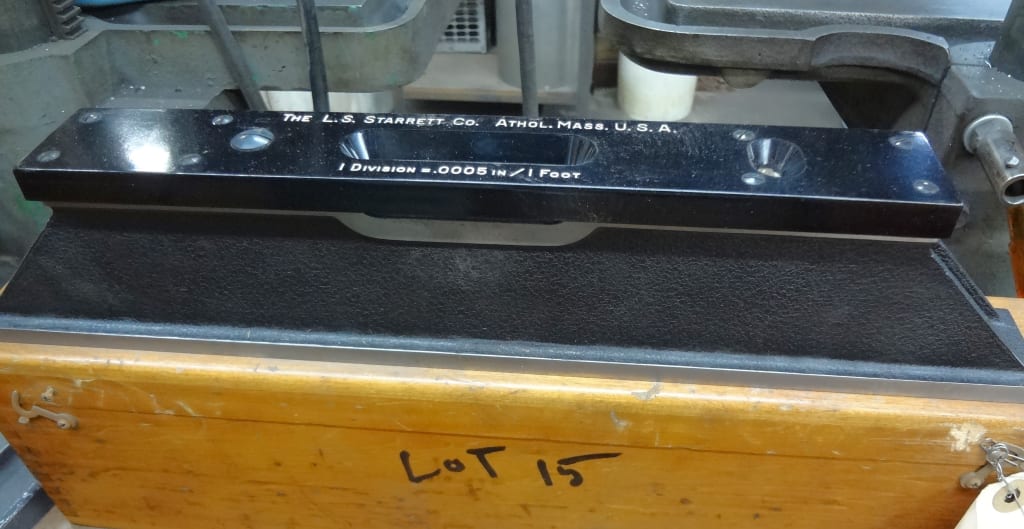 THE L.S. STARRETT CO. ATHOL. MASS. U.S.A.
1 DIVISION = .0005 IN/1 FOOT
LOT 15